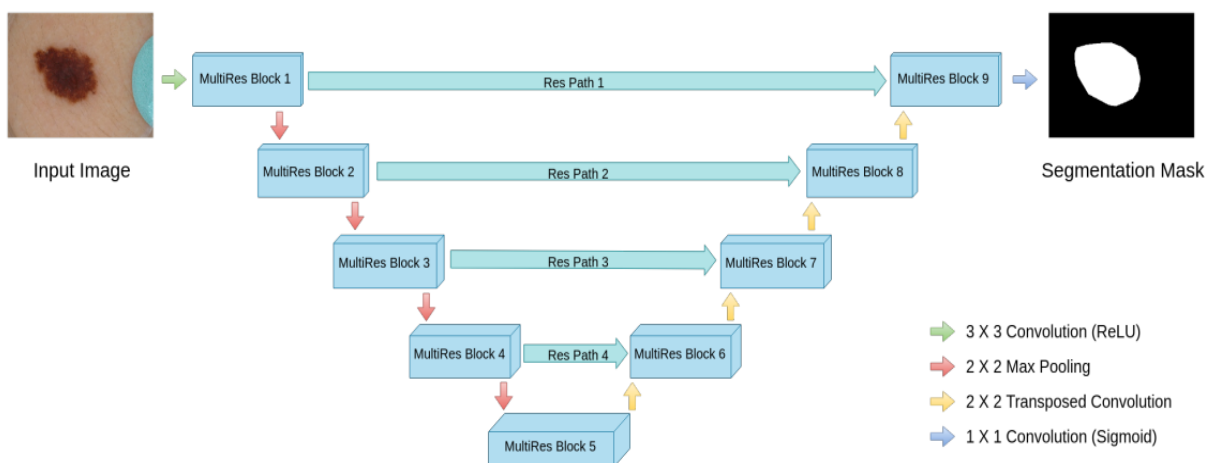 MultiRes Block 1
Res Path 1
MultiRes Block 9
Input Image
MultiRes Block 2
Res Path 2
MultiRes Block 8
Segmentation Mask
MultiRes Block 3
Res Path 3
MultiRes Block 7
MultiRes Block 4
Res Path 4
MultiRes Block 6
MultiRes Block 5
3 X 3 Convolution (ReLU)
2 X 2 Max Pooling
2 X 2 Transposed Convolution
1 X 1 Convolution (Sigmoid)